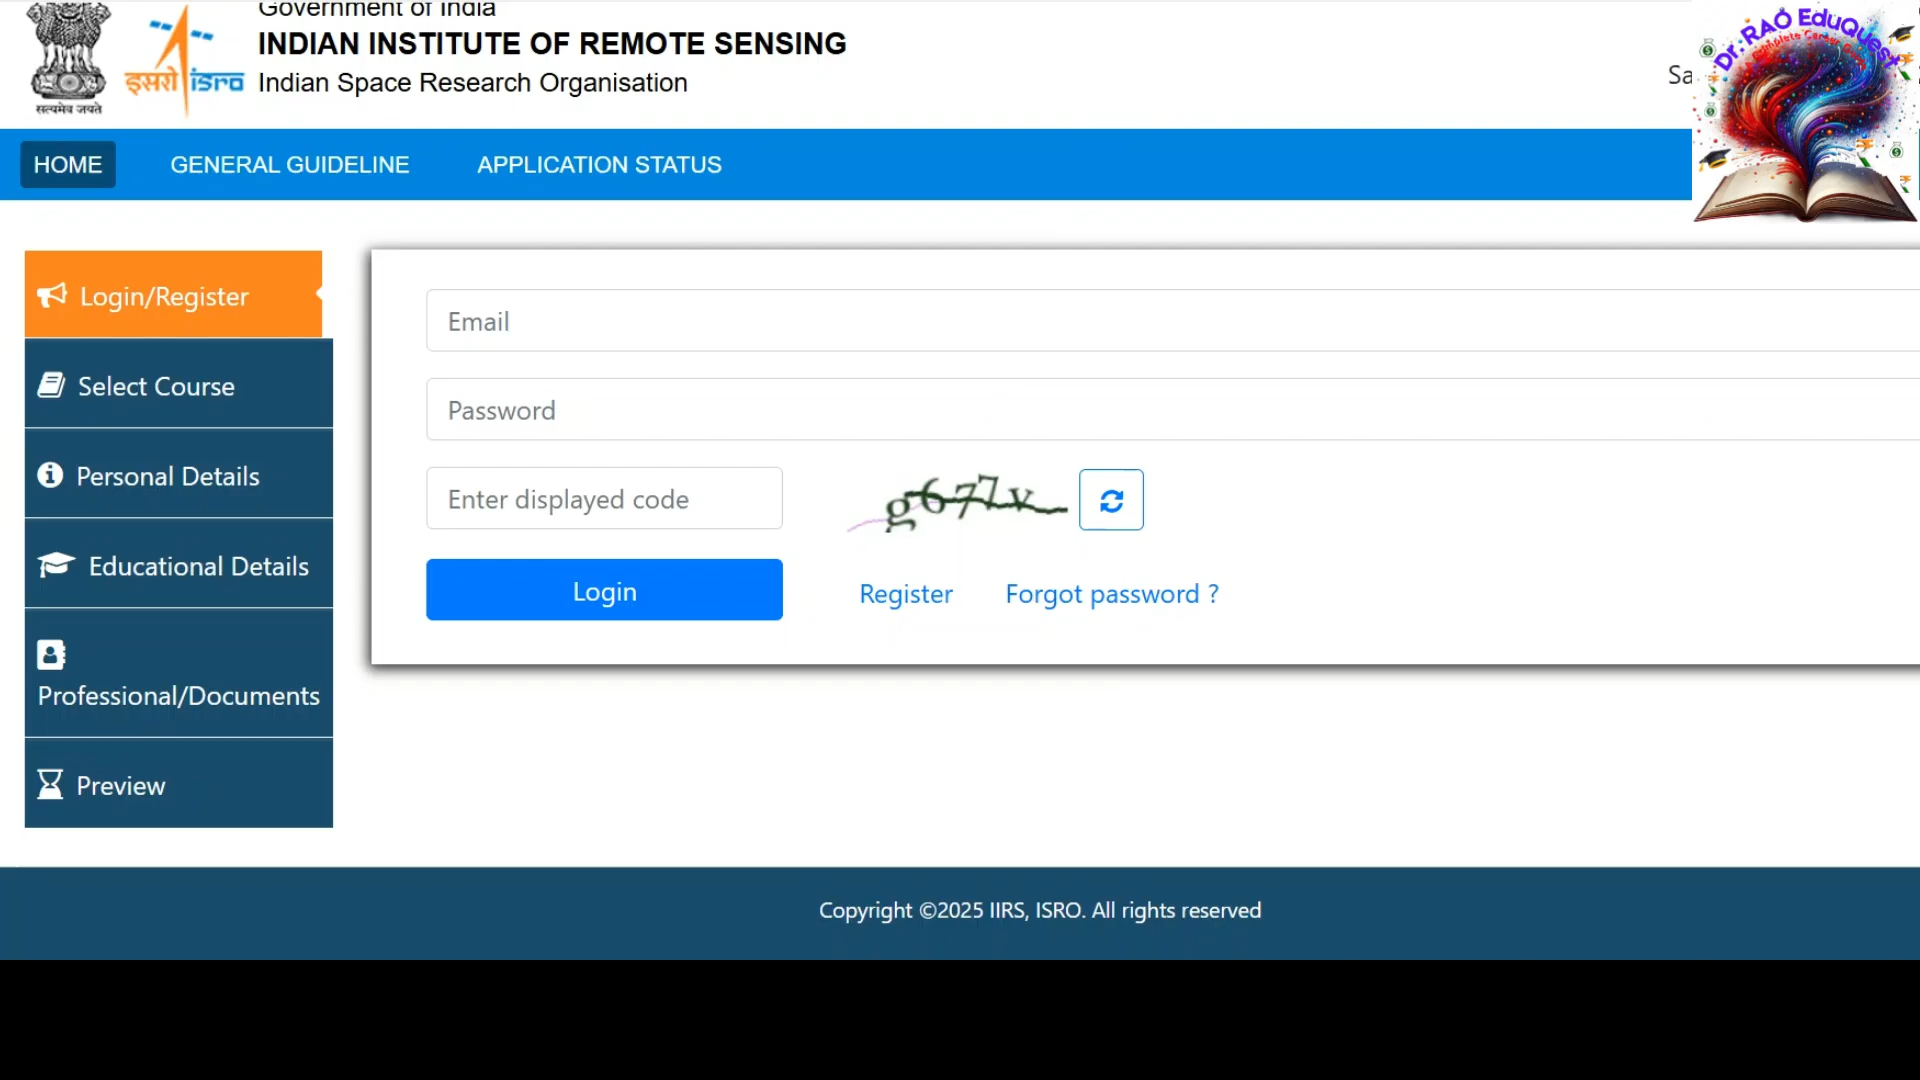 Government of India
INDIAN INSTITUTE OF REMOTE SENSING
Indian Space Research Organisation
सत्यमेव जयते
इसरो isro
Sa
Dr. RAO EduQuest
HOME
GENERAL GUIDELINE
APPLICATION STATUS
Login/Register
Select Course
Personal Details
Educational Details
Professional/Documents
Preview
Email
Password
Enter displayed code
g677v
Login
Register
Forgot password ?
Copyright ©2025 IIRS, ISRO. All rights reserved